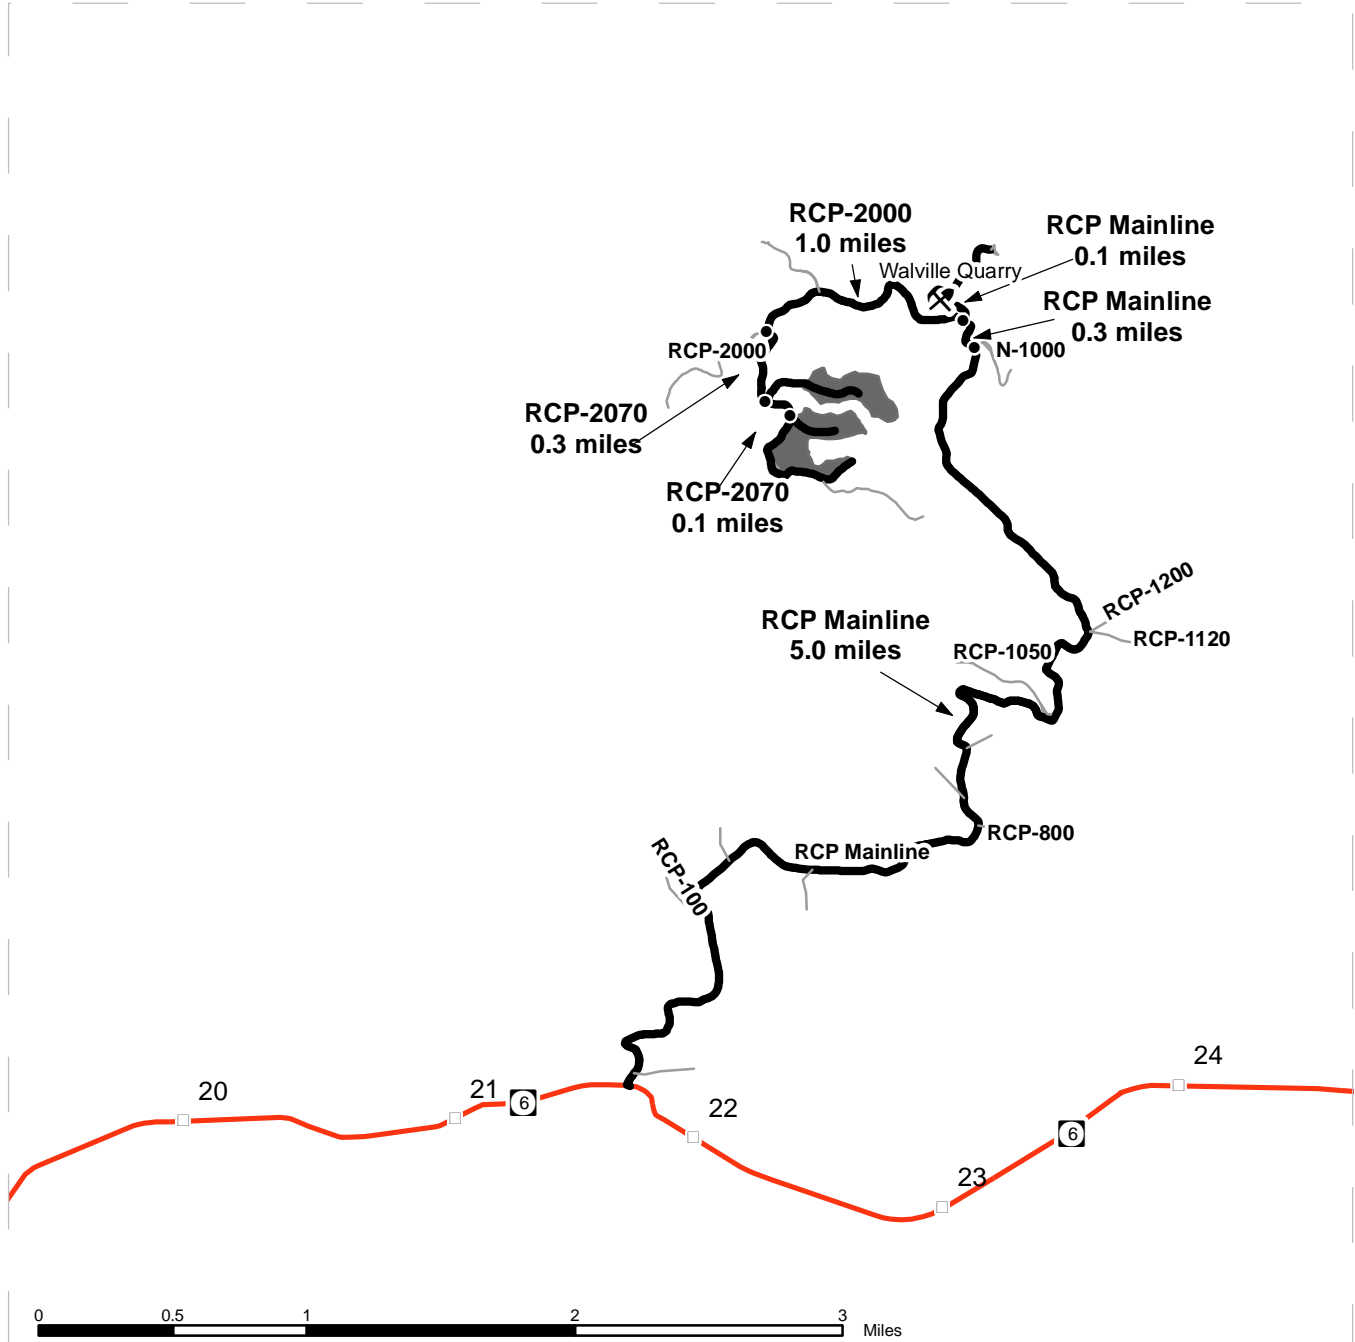 RCP-2000
1.0 miles
RCP Mainline
0.1 miles
Walville Quarry
RCP Mainline
0.3 miles
RCP-2000
N-1000
RCP-2070
0.3 miles
RCP-2070
0.1 miles
RCP-1200
RCP Mainline
5.0 miles
RCP-1120
RCP-1050
RCP-800
RCP Mainline
RCP-100
24
20
21
6
22
6
23
0
0.5
1
2
3
Miles